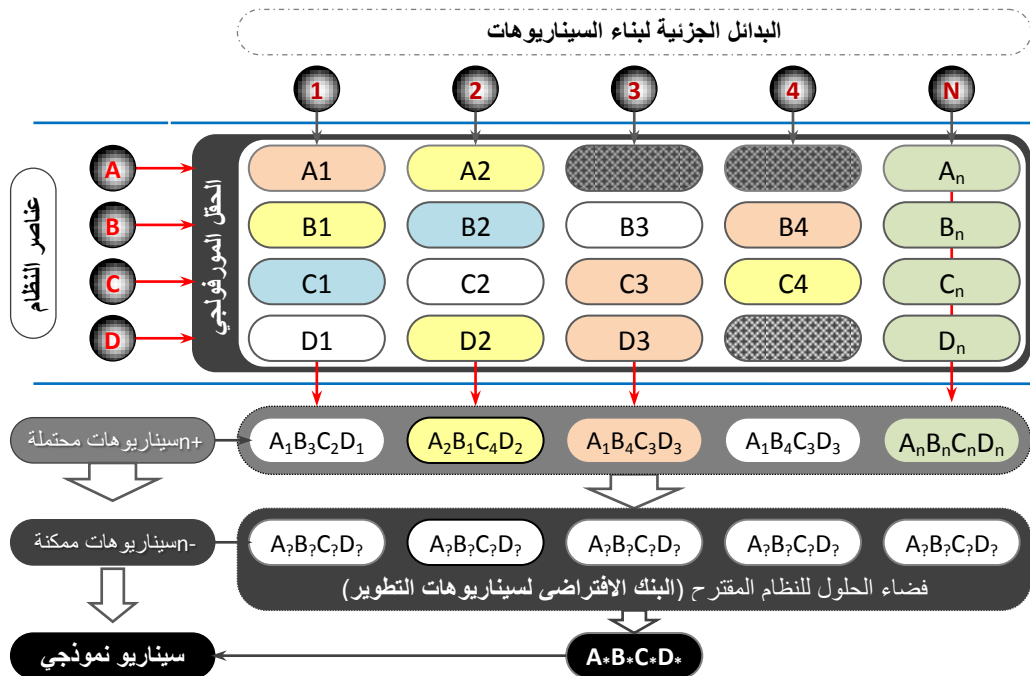 البدائل الجزئية لبناء السيناريوهات
1 2 3 4 N
عناصر النظام
الحقل المورفولجي
A A1 A2 Aₙ
B B1 B2 B3 B4 Bₙ
C C1 C2 C3 C4 Cₙ
D D1 D2 D3 Dₙ
n+سيناريوهات محتملة
A₁B₃C₂D₁ A₂B₁C₄D₂ A₁B₄C₃D₃ A₁B₄C₃D₃ AₙBₙCₙDₙ
n-سيناريوهات ممكنة
A?B?C?D? A?B?C?D? A?B?C?D? A?B?C?D? A?B?C?D?
فضاء الحلول للنظام المقترح (البنك الافتراضى لسيناريوهات التطوير)
سيناريو نموذجي
A*B*C*D*